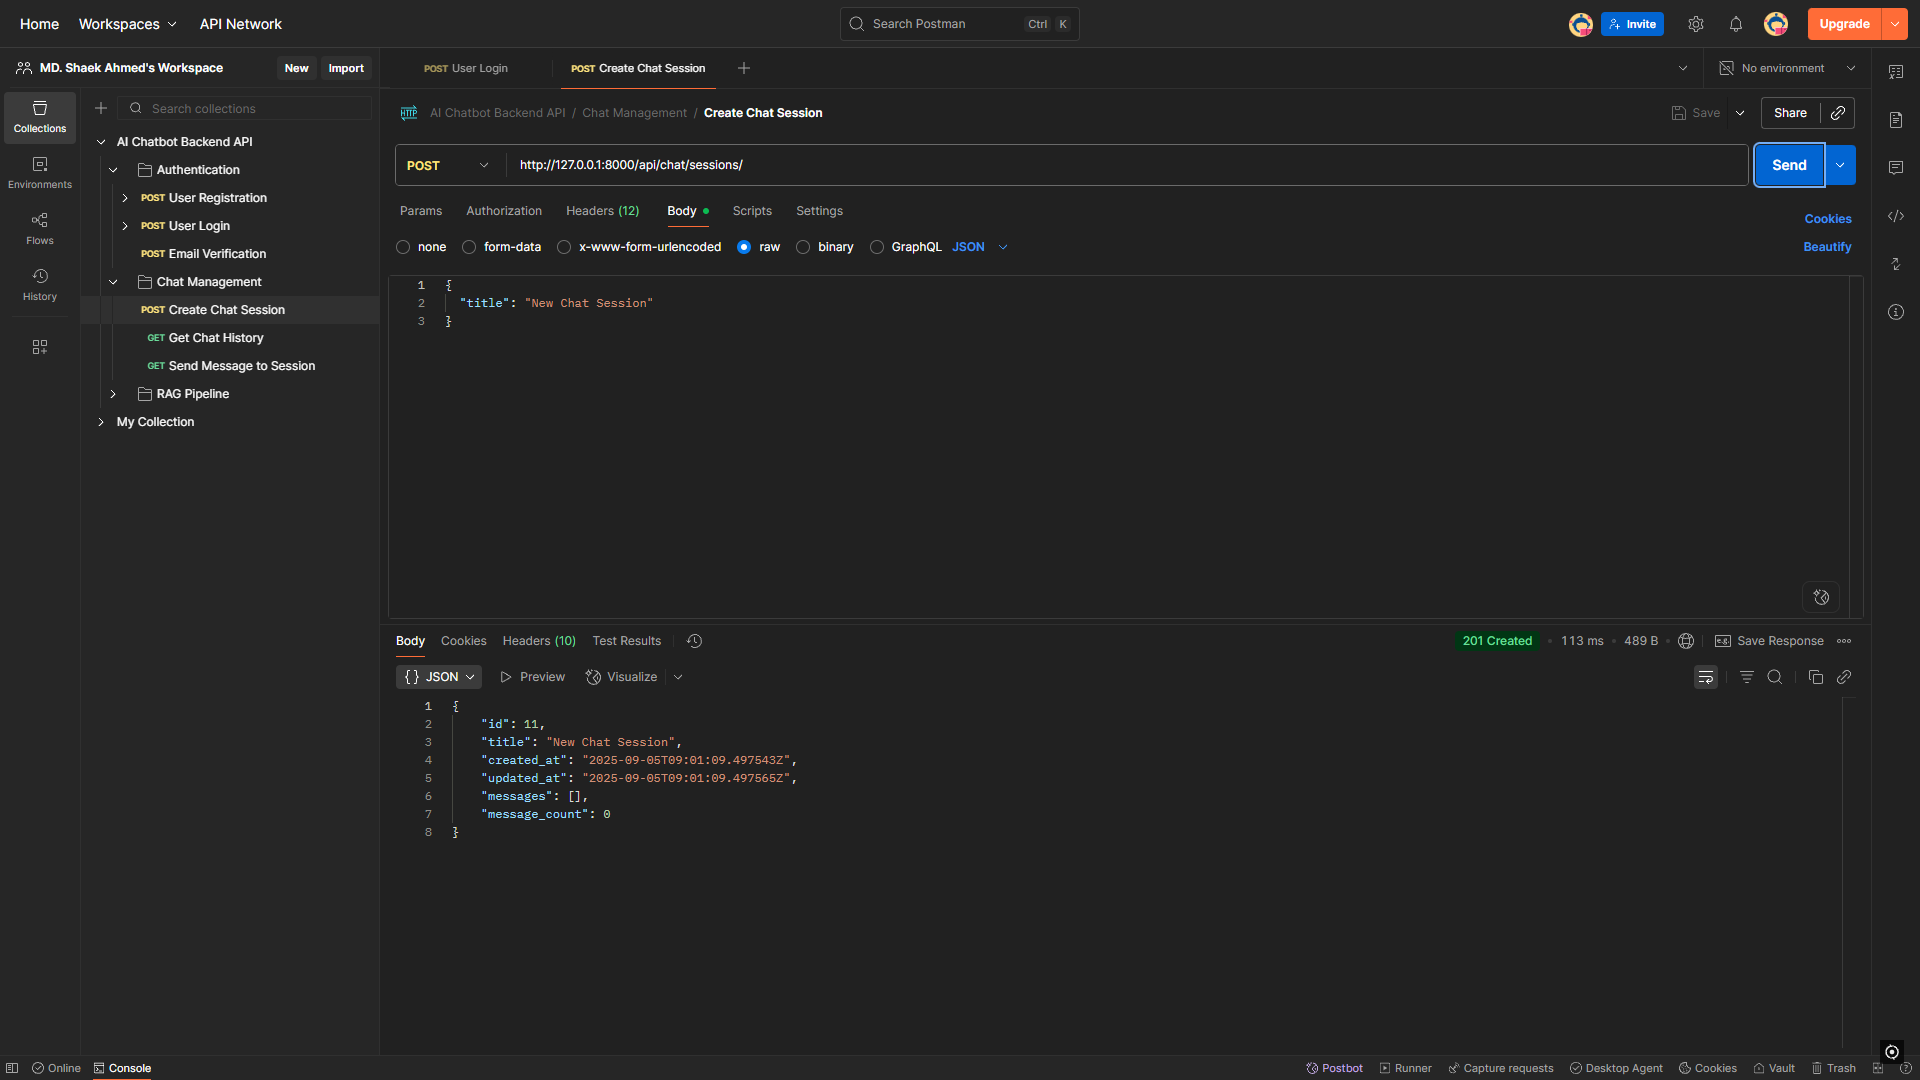 Home Workspaces API Network Search Postman Ctrl K Invite Upgrade
MD. Shaek Ahmed's Workspace New Import
POST User Login POST Create Chat Session No environment
Collections
Environments
Flows
History
Search collections
AI Chatbot Backend API
Authentication
POST User Registration
POST User Login
POST Email Verification
Chat Management
POST Create Chat Session
GET Get Chat History
GET Send Message to Session
RAG Pipeline
My Collection
HTTP AI Chatbot Backend API / Chat Management / Create Chat Session Save Share
POST http://127.0.0.1:8000/api/chat/sessions/ Send
Params Authorization Headers (12) Body Scripts Settings Cookies
none form-data x-www-form-urlencoded raw binary GraphQL JSON Beautify
1 {
2 "title": "New Chat Session"
3 }
Body Cookies Headers (10) Test Results 201 Created 113 ms 489 B Save Response
{} JSON Preview Visualize
1 {
2 "id": 11,
3 "title": "New Chat Session",
4 "created_at": "2025-09-05T09:01:09.497543Z",
5 "updated_at": "2025-09-05T09:01:09.497565Z",
6 "messages": [],
7 "message_count": 0
8 }
Online Console Postbot Runner Capture requests Desktop Agent Cookies Vault Trash